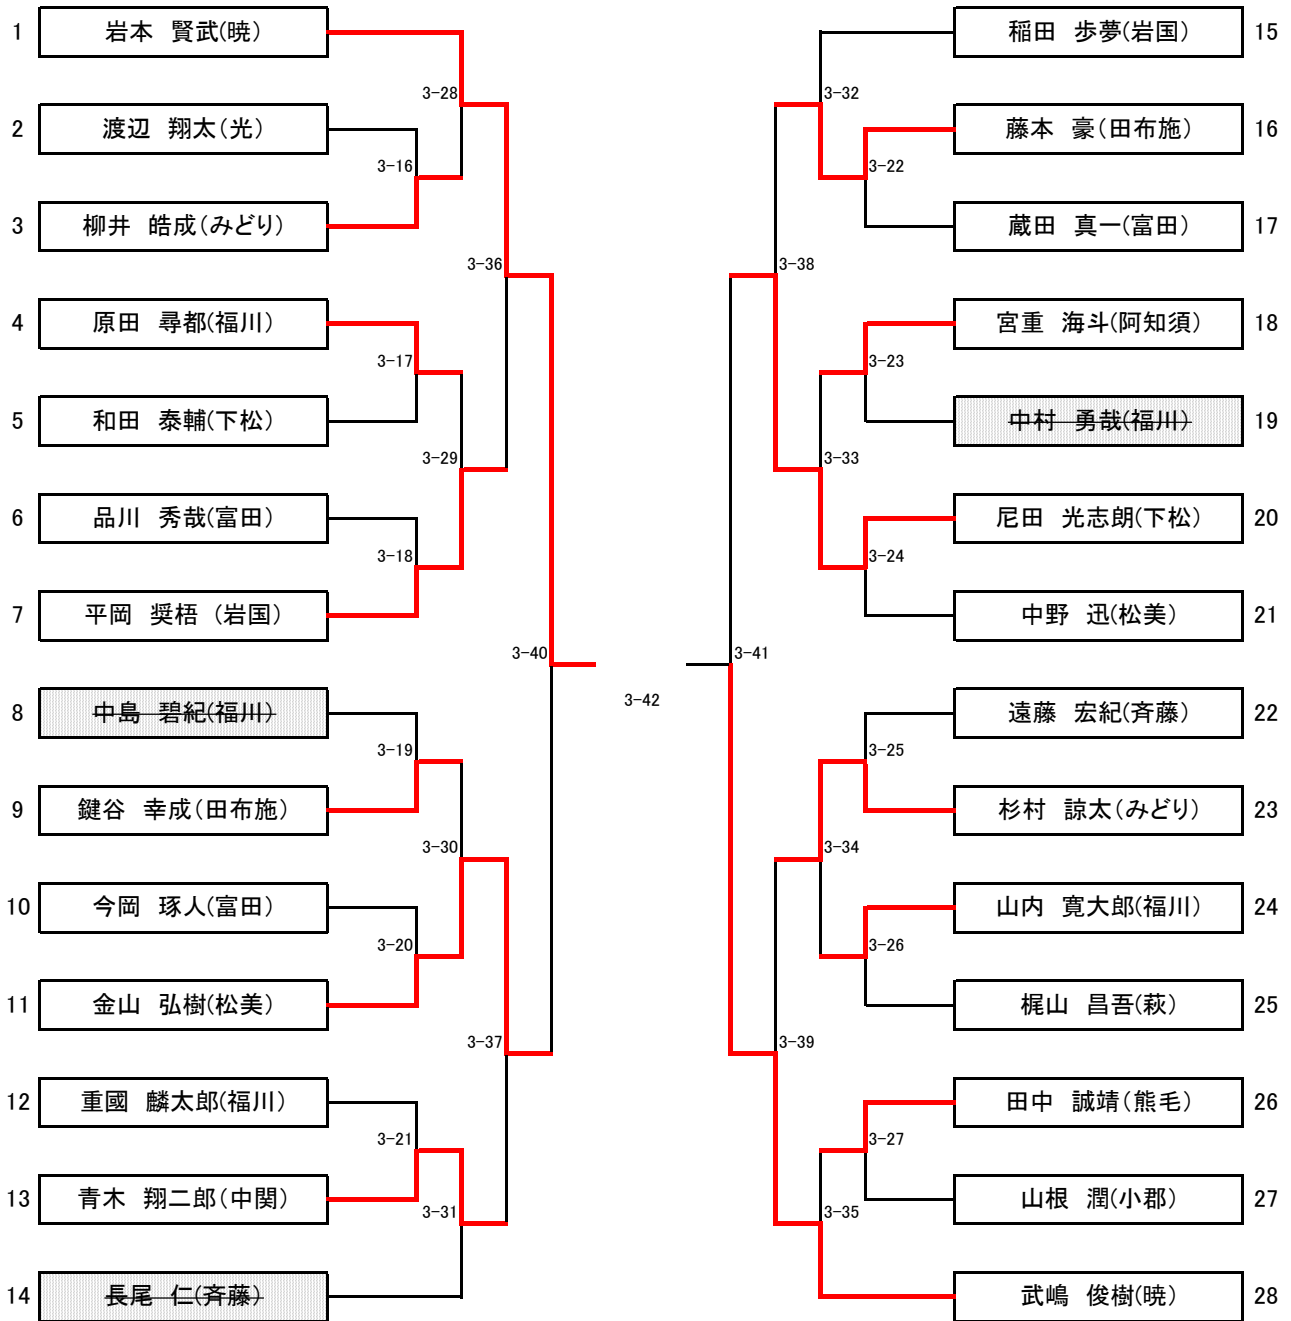 1 岩本 賢武(暁)
3-28
2 渡辺 翔太(光)
3-16
3 柳井 皓成(みどり)
3-36
4 原田 尋都(福川)
3-17
5 和田 泰輔(下松)
3-29
6 品川 秀哉(富田)
3-18
7 平岡 奨梧 (岩国)
3-40
8 中島 碧紀(福川)
3-19
9 鍵谷 幸成(田布施)
3-30
10 今岡 琢人(富田)
3-20
11 金山 弘樹(松美)
3-37
12 重國 麟太郎(福川)
3-21
13 青木 翔二郎(中関)
3-31
14 長尾 仁(斉藤)
3-42
稲田 歩夢(岩国) 15
3-32
藤本 豪(田布施) 16
3-22
蔵田 真一(富田) 17
3-38
宮重 海斗(阿知須) 18
3-23
中村 勇哉(福川) 19
3-33
尼田 光志朗(下松) 20
3-24
中野 迅(松美) 21
3-41
遠藤 宏紀(斉藤) 22
3-25
杉村 諒太(みどり) 23
3-34
山内 寛大郎(福川) 24
3-26
梶山 昌吾(萩) 25
3-39
田中 誠靖(熊毛) 26
3-27
山根 潤(小郡) 27
3-35
武嶋 俊樹(暁) 28